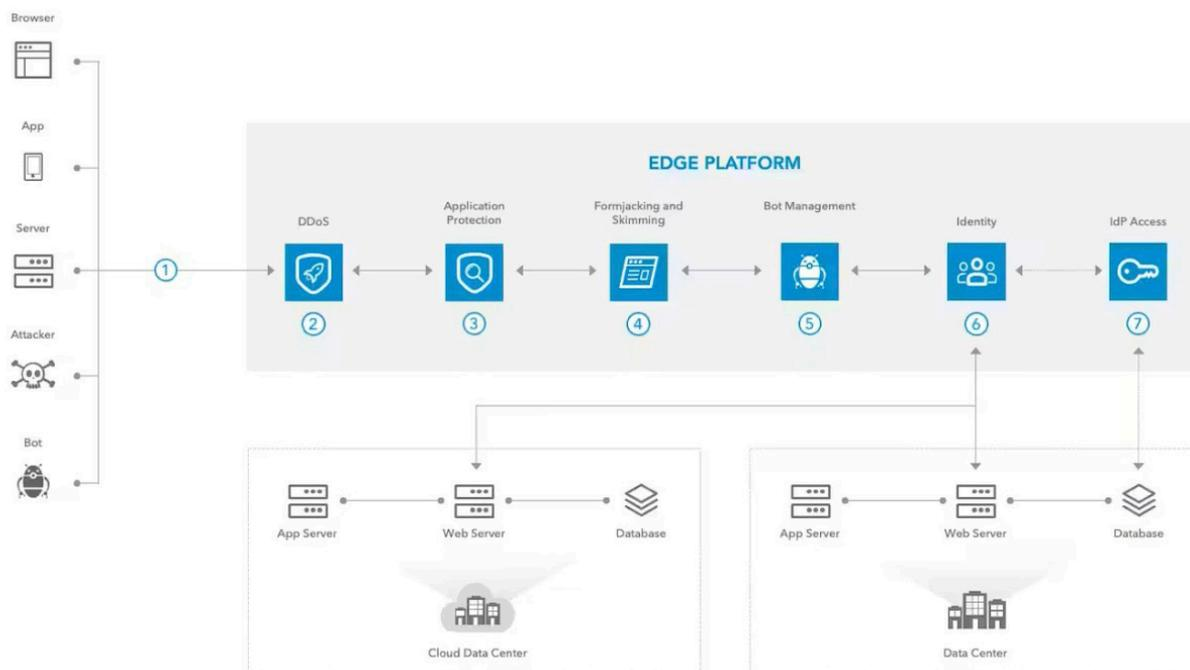 Browser
App
Server
Attacker
Bot
EDGE PLATFORM
DDoS
Application
Protection
Formjacking and
Skimming
Bot Management
Identity
IdP Access
1
2
3
4
5
6
7
App Server
Web Server
Database
Cloud Data Center
App Server
Web Server
Database
Data Center